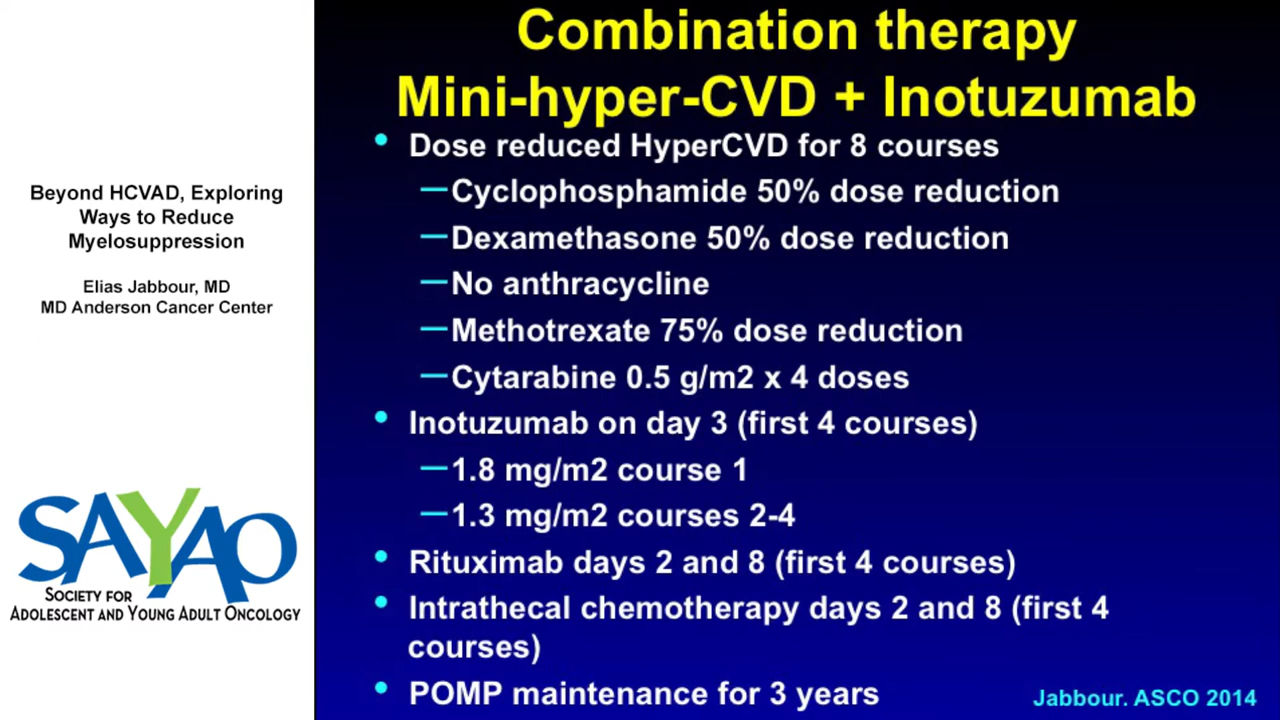 Beyond HCVAD, Exploring
Ways to Reduce
Myelosuppression
Elias Jabbour, MD
MD Anderson Cancer Center
SAYAO
SOCIETY FOR
ADOLESCENT AND YOUNG ADULT ONCOLOGY
Combination therapy
Mini-hyper-CVD + Inotuzumab
• Dose reduced HyperCVD for 8 courses
—Cyclophosphamide 50% dose reduction
—Dexamethasone 50% dose reduction
—No anthracycline
—Methotrexate 75% dose reduction
—Cytarabine 0.5 g/m2 x 4 doses
• Inotuzumab on day 3 (first 4 courses)
—1.8 mg/m2 course 1
—1.3 mg/m2 courses 2-4
• Rituximab days 2 and 8 (first 4 courses)
• Intrathecal chemotherapy days 2 and 8 (first 4
courses)
• POMP maintenance for 3 years
Jabbour. ASCO 2014